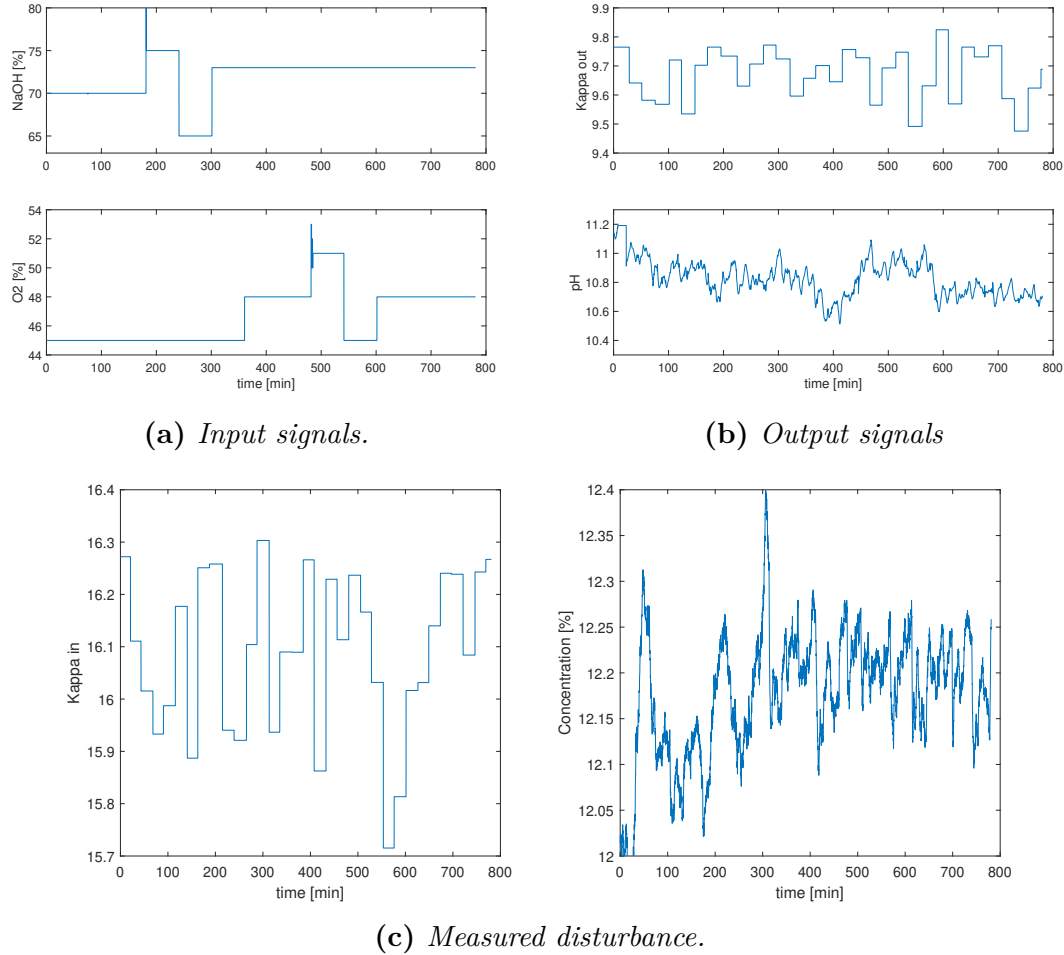 80
75
70
65
NaOH [%]
0 100 200 300 400 500 600 700 800
54
52
50
48
46
44
O2 [%]
0 100 200 300 400 500 600 700 800
time [min]
(a) Input signals.
9.9
9.8
9.7
9.6
9.5
9.4
Kappa out
0 100 200 300 400 500 600 700 800
11.2
11
10.8
10.6
10.4
pH
0 100 200 300 400 500 600 700 800
time [min]
(b) Output signals
16.4
16.3
16.2
16.1
16
15.9
15.8
15.7
Kappa in
0 100 200 300 400 500 600 700 800
time [min]
12.4
12.35
12.3
12.25
12.2
12.15
12.1
12.05
12
Concentration [%]
0 100 200 300 400 500 600 700 800
time [min]
(c) Measured disturbance.